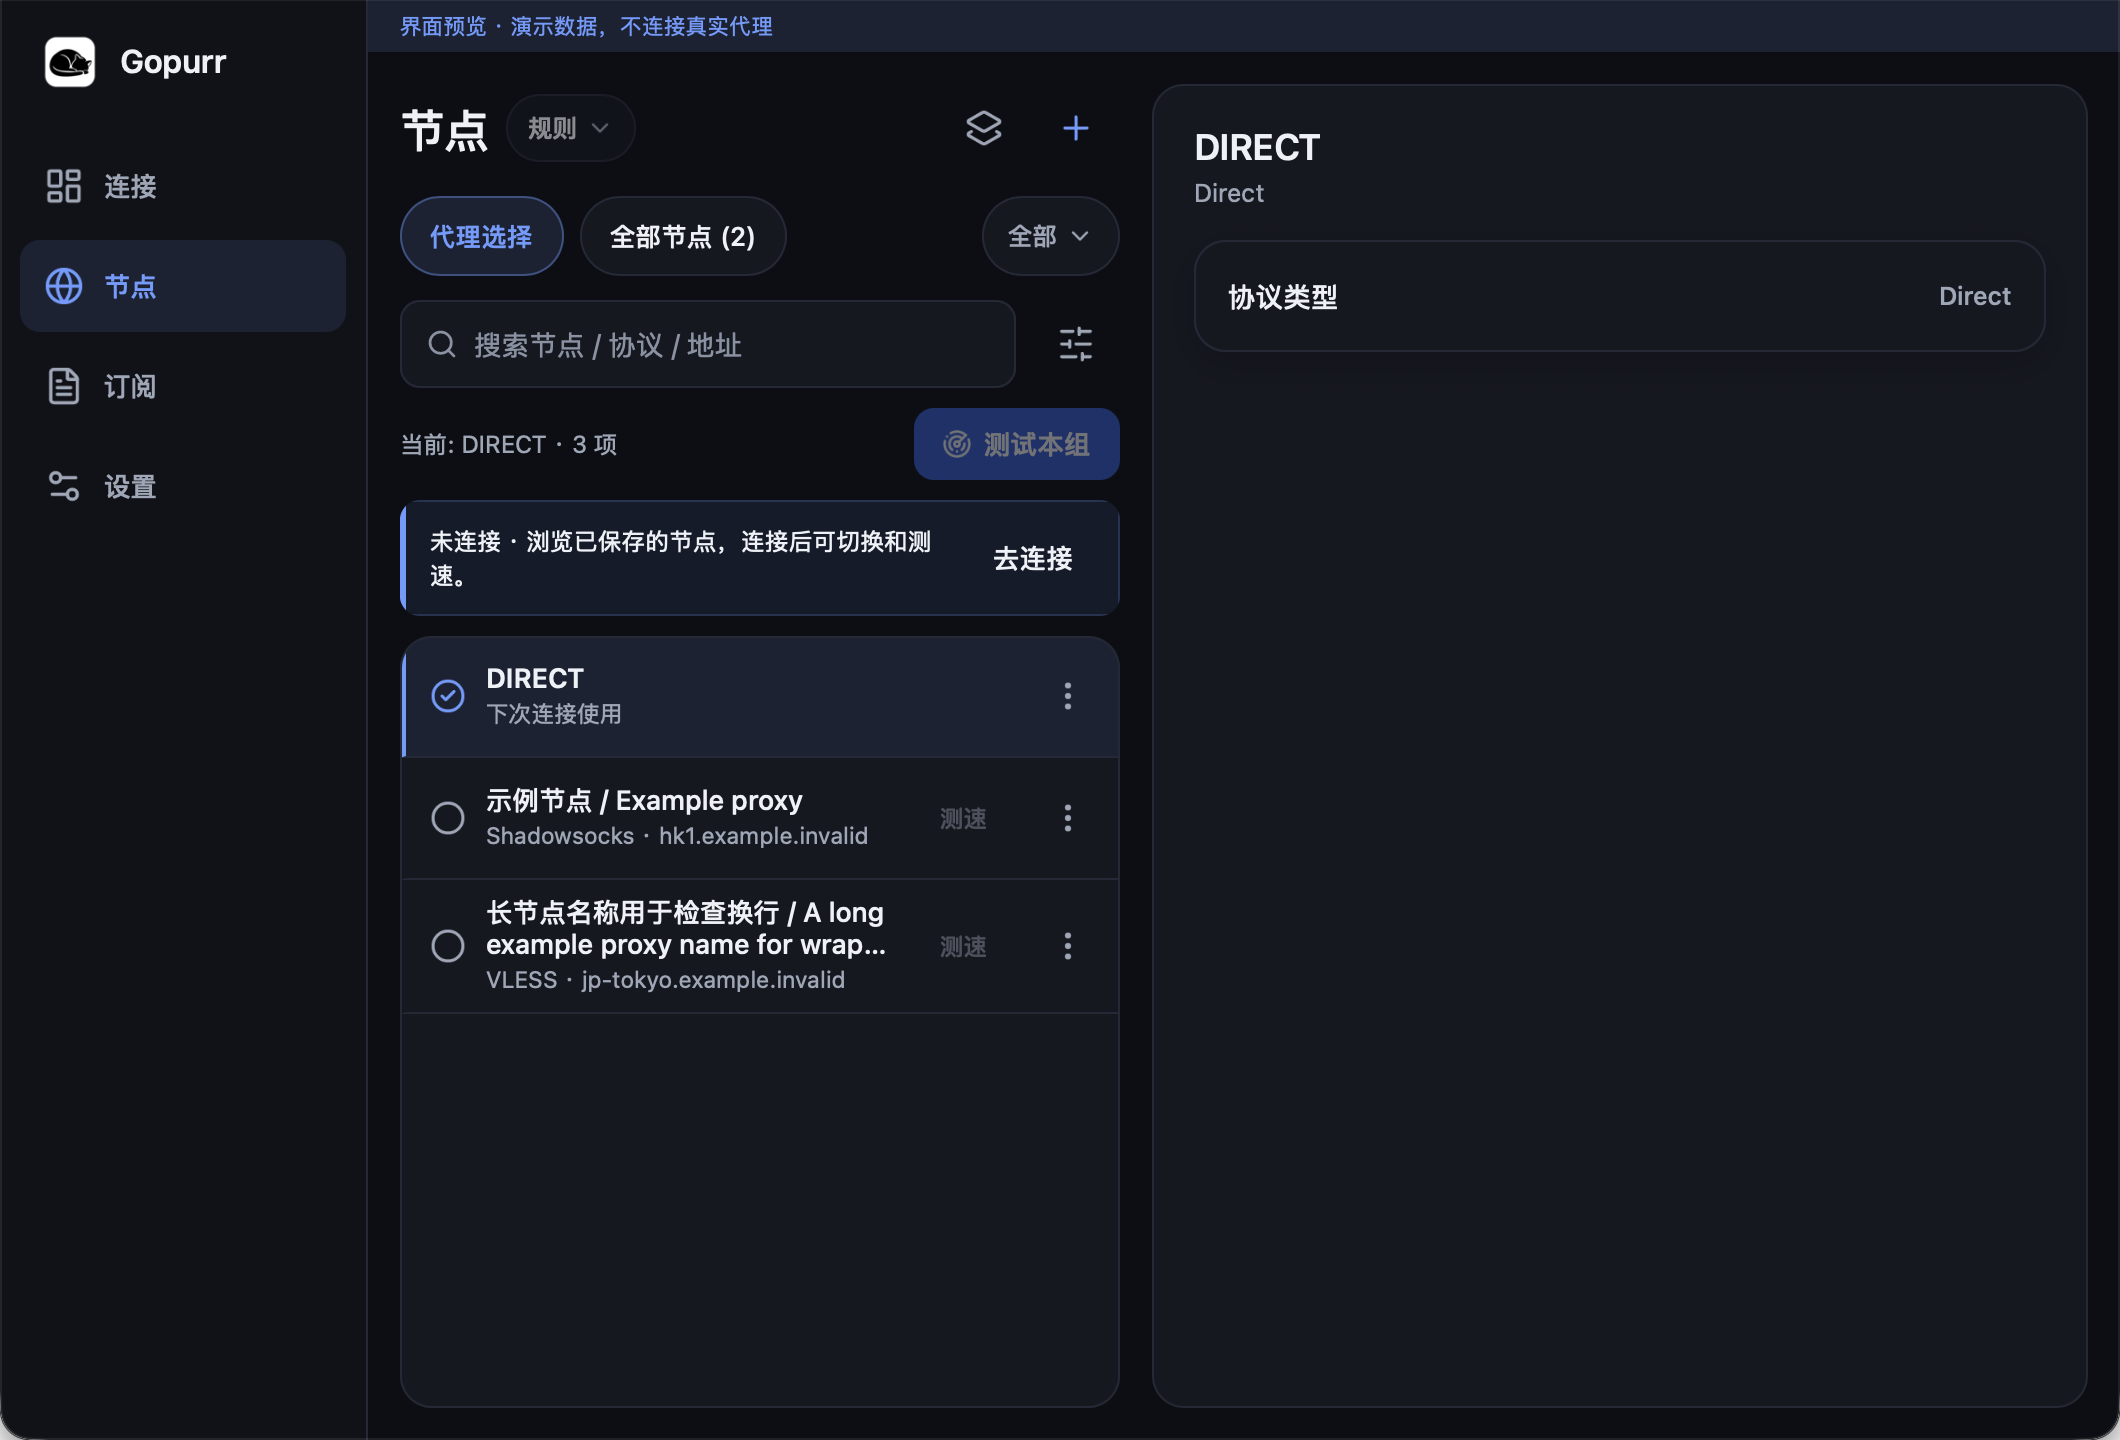 界面预览 · 演示数据，不连接真实代理
Gopurr
连接
节点
订阅
设置
节点
规则
代理选择
全部节点 (2)
全部
搜索节点 / 协议 / 地址
当前: DIRECT · 3 项
测试本组
未连接 · 浏览已保存的节点，连接后可切换和测
速。
去连接
DIRECT
下次连接使用
示例节点 / Example proxy
Shadowsocks · hk1.example.invalid
测速
长节点名称用于检查换行 / A long
example proxy name for wrap...
VLESS · jp-tokyo.example.invalid
测速
DIRECT
Direct
协议类型
Direct